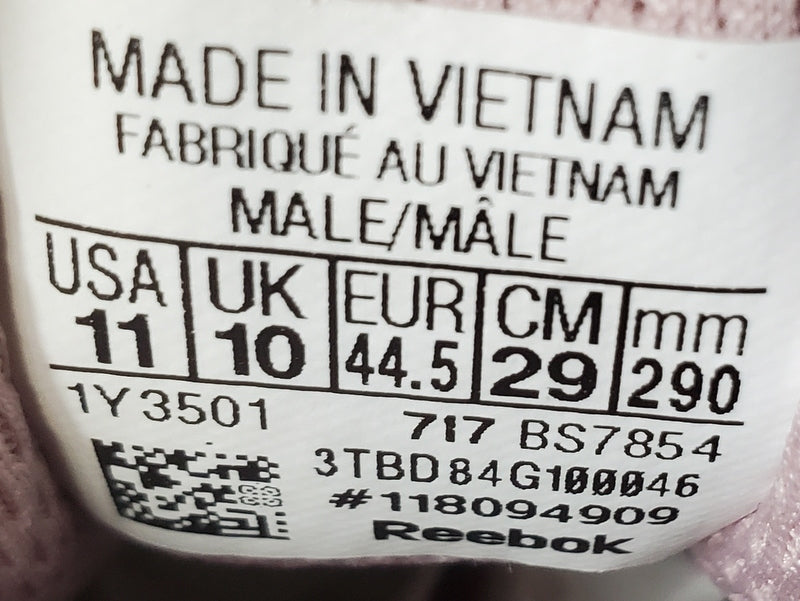 MADE IN VIETNAM
FABRIQUÉ AU VIETNAM
MALE/MÂLE
USA UK EUR CM mm
11 10 44.5 29 290
1Y3501 717 BS7854
3TBD84G100046
#118094909
Reebok